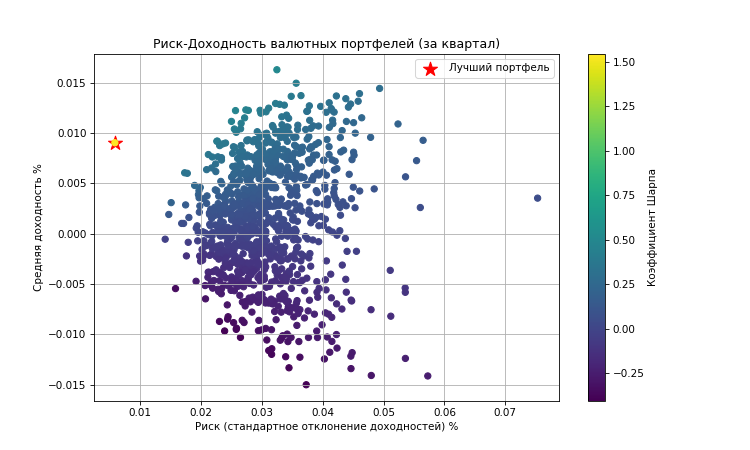 Риск-Доходность валютных портфелей (за квартал)
Лучший портфель
0.015
0.010
0.005
0.000
−0.005
−0.010
−0.015
Средняя доходность %
0.01 0.02 0.03 0.04 0.05 0.06 0.07
Риск (стандартное отклонение доходностей) %
1.50
1.25
1.00
0.75
0.50
0.25
0.00
−0.25
Коэффициент Шарпа